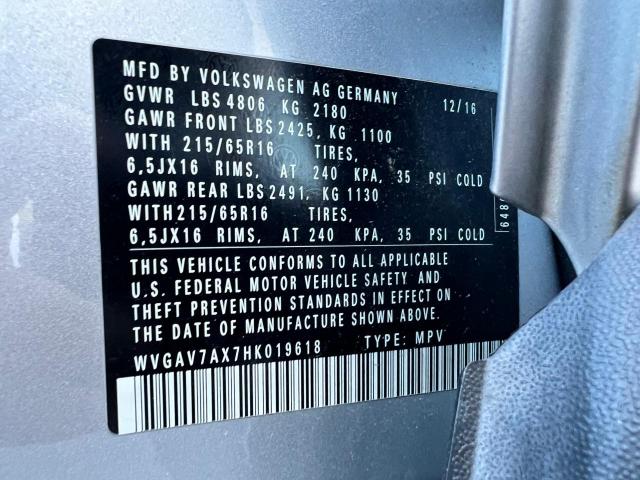 MFD BY VOLKSWAGEN AG GERMANY 12/16
GVWR LBS 4806, KG 2180
GAWR FRONT LBS 2425, KG 1100
WITH 215/65R16 TIRES,
6,5JX16 RIMS, AT 240 KPA, 35 PSI COLD
GAWR REAR LBS 2491, KG 1130
WITH215/65R16 TIRES,
6,5JX16 RIMS, AT 240 KPA, 35 PSI COLD
THIS VEHICLE CONFORMS TO ALL APPLICABLE
U.S. FEDERAL MOTOR VEHICLE SAFETY AND
THEFT PREVENTION STANDARDS IN EFFECT ON
THE DATE OF MANUFACTURE SHOWN ABOVE.
WVGAV7AX7HK019618 TYPE: MPV